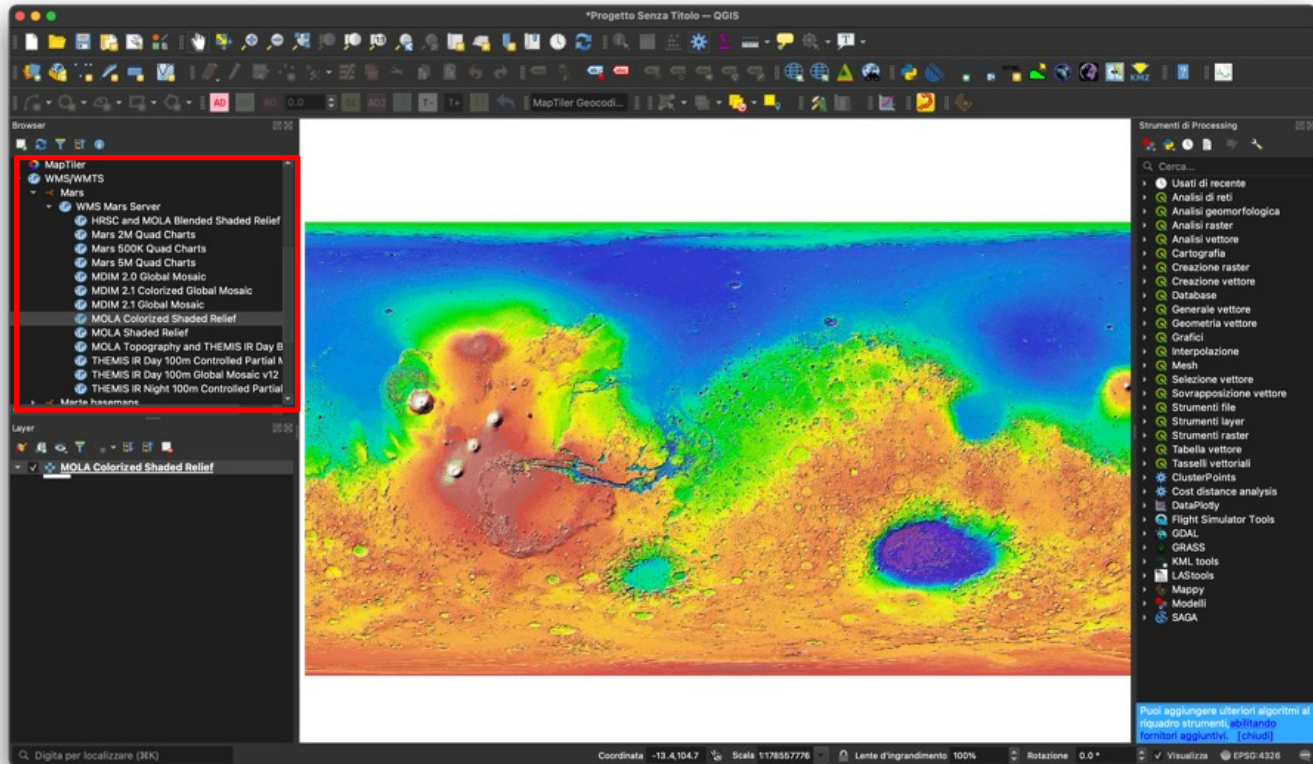 *Progetto Senza Titolo — QGIS
AD
0.0
T-
T+
MapTiler Geocodi...
KMZ
Browser
MapTiler
WMS/WMTS
Mars
WMS Mars Server
HRSC and MOLA Blended Shaded Relief
Mars 2M Quad Charts
Mars 500K Quad Charts
Mars 5M Quad Charts
MDIM 2.0 Global Mosaic
MDIM 2.1 Colorized Global Mosaic
MDIM 2.1 Global Mosaic
MOLA Colorized Shaded Relief
MOLA Shaded Relief
MOLA Topography and THEMIS IR Day B
THEMIS IR Day 100m Controlled Partial M
THEMIS IR Day 100m Global Mosaic v12
THEMIS IR Night 100m Controlled Partial
Marte basemaps
Layer
MOLA Colorized Shaded Relief
Strumenti di Processing
Cerca...
Usati di recente
Analisi di reti
Analisi geomorfologica
Analisi raster
Analisi vettore
Cartografia
Creazione raster
Creazione vettore
Database
Generale vettore
Geometria vettore
Grafici
Interpolazione
Mesh
Selezione vettore
Sovrapposizione vettore
Strumenti file
Strumenti layer
Strumenti raster
Tabella vettore
Tasselli vettoriali
ClusterPoints
Cost distance analysis
DataPlotly
Flight Simulator Tools
GDAL
GRASS
KML tools
LAStools
Mappy
Modelli
SAGA
Puoi aggiungere ulteriori algoritmi al
riquadro strumenti, abilitando
fornitori aggiuntivi. [chiudi]
Digita per localizzare (⌘K)
Coordinata -13.4,104.7 Scala 1:178557776 Lente d'ingrandimento 100% Rotazione 0.0 ° Visualizza EPSG:4326